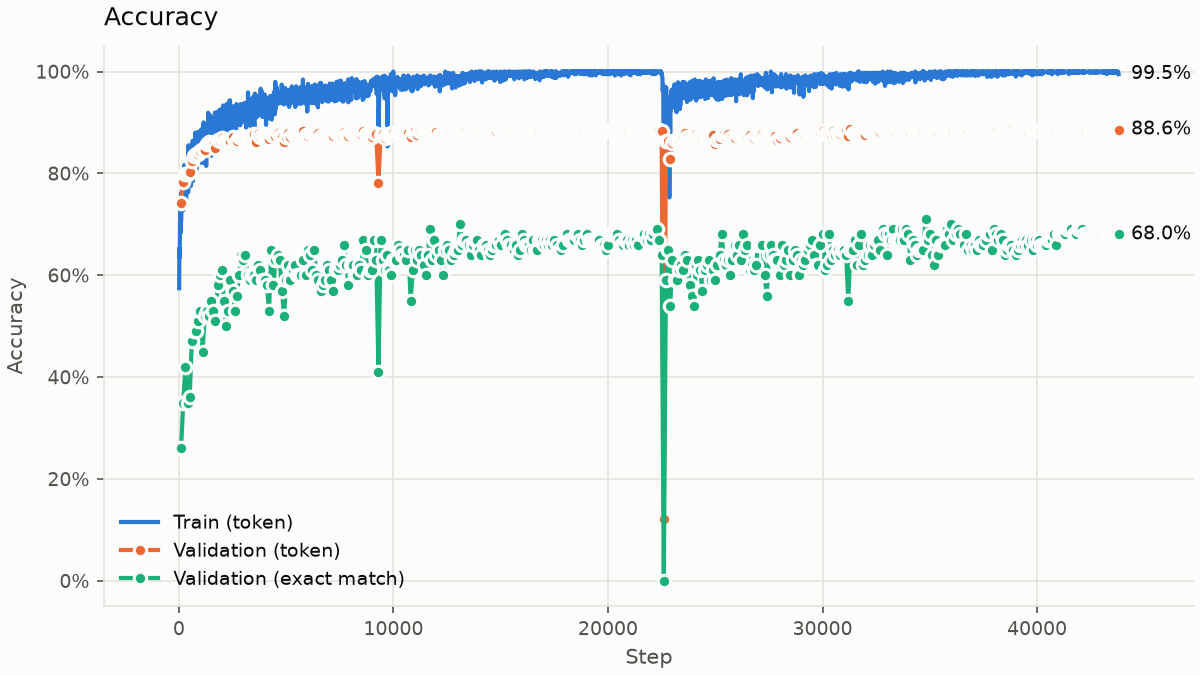 Accuracy
100%
80%
60%
40%
20%
0%
Accuracy
99.5%
88.6%
68.0%
Train (token)
Validation (token)
Validation (exact match)
0
10000
20000
30000
40000
Step